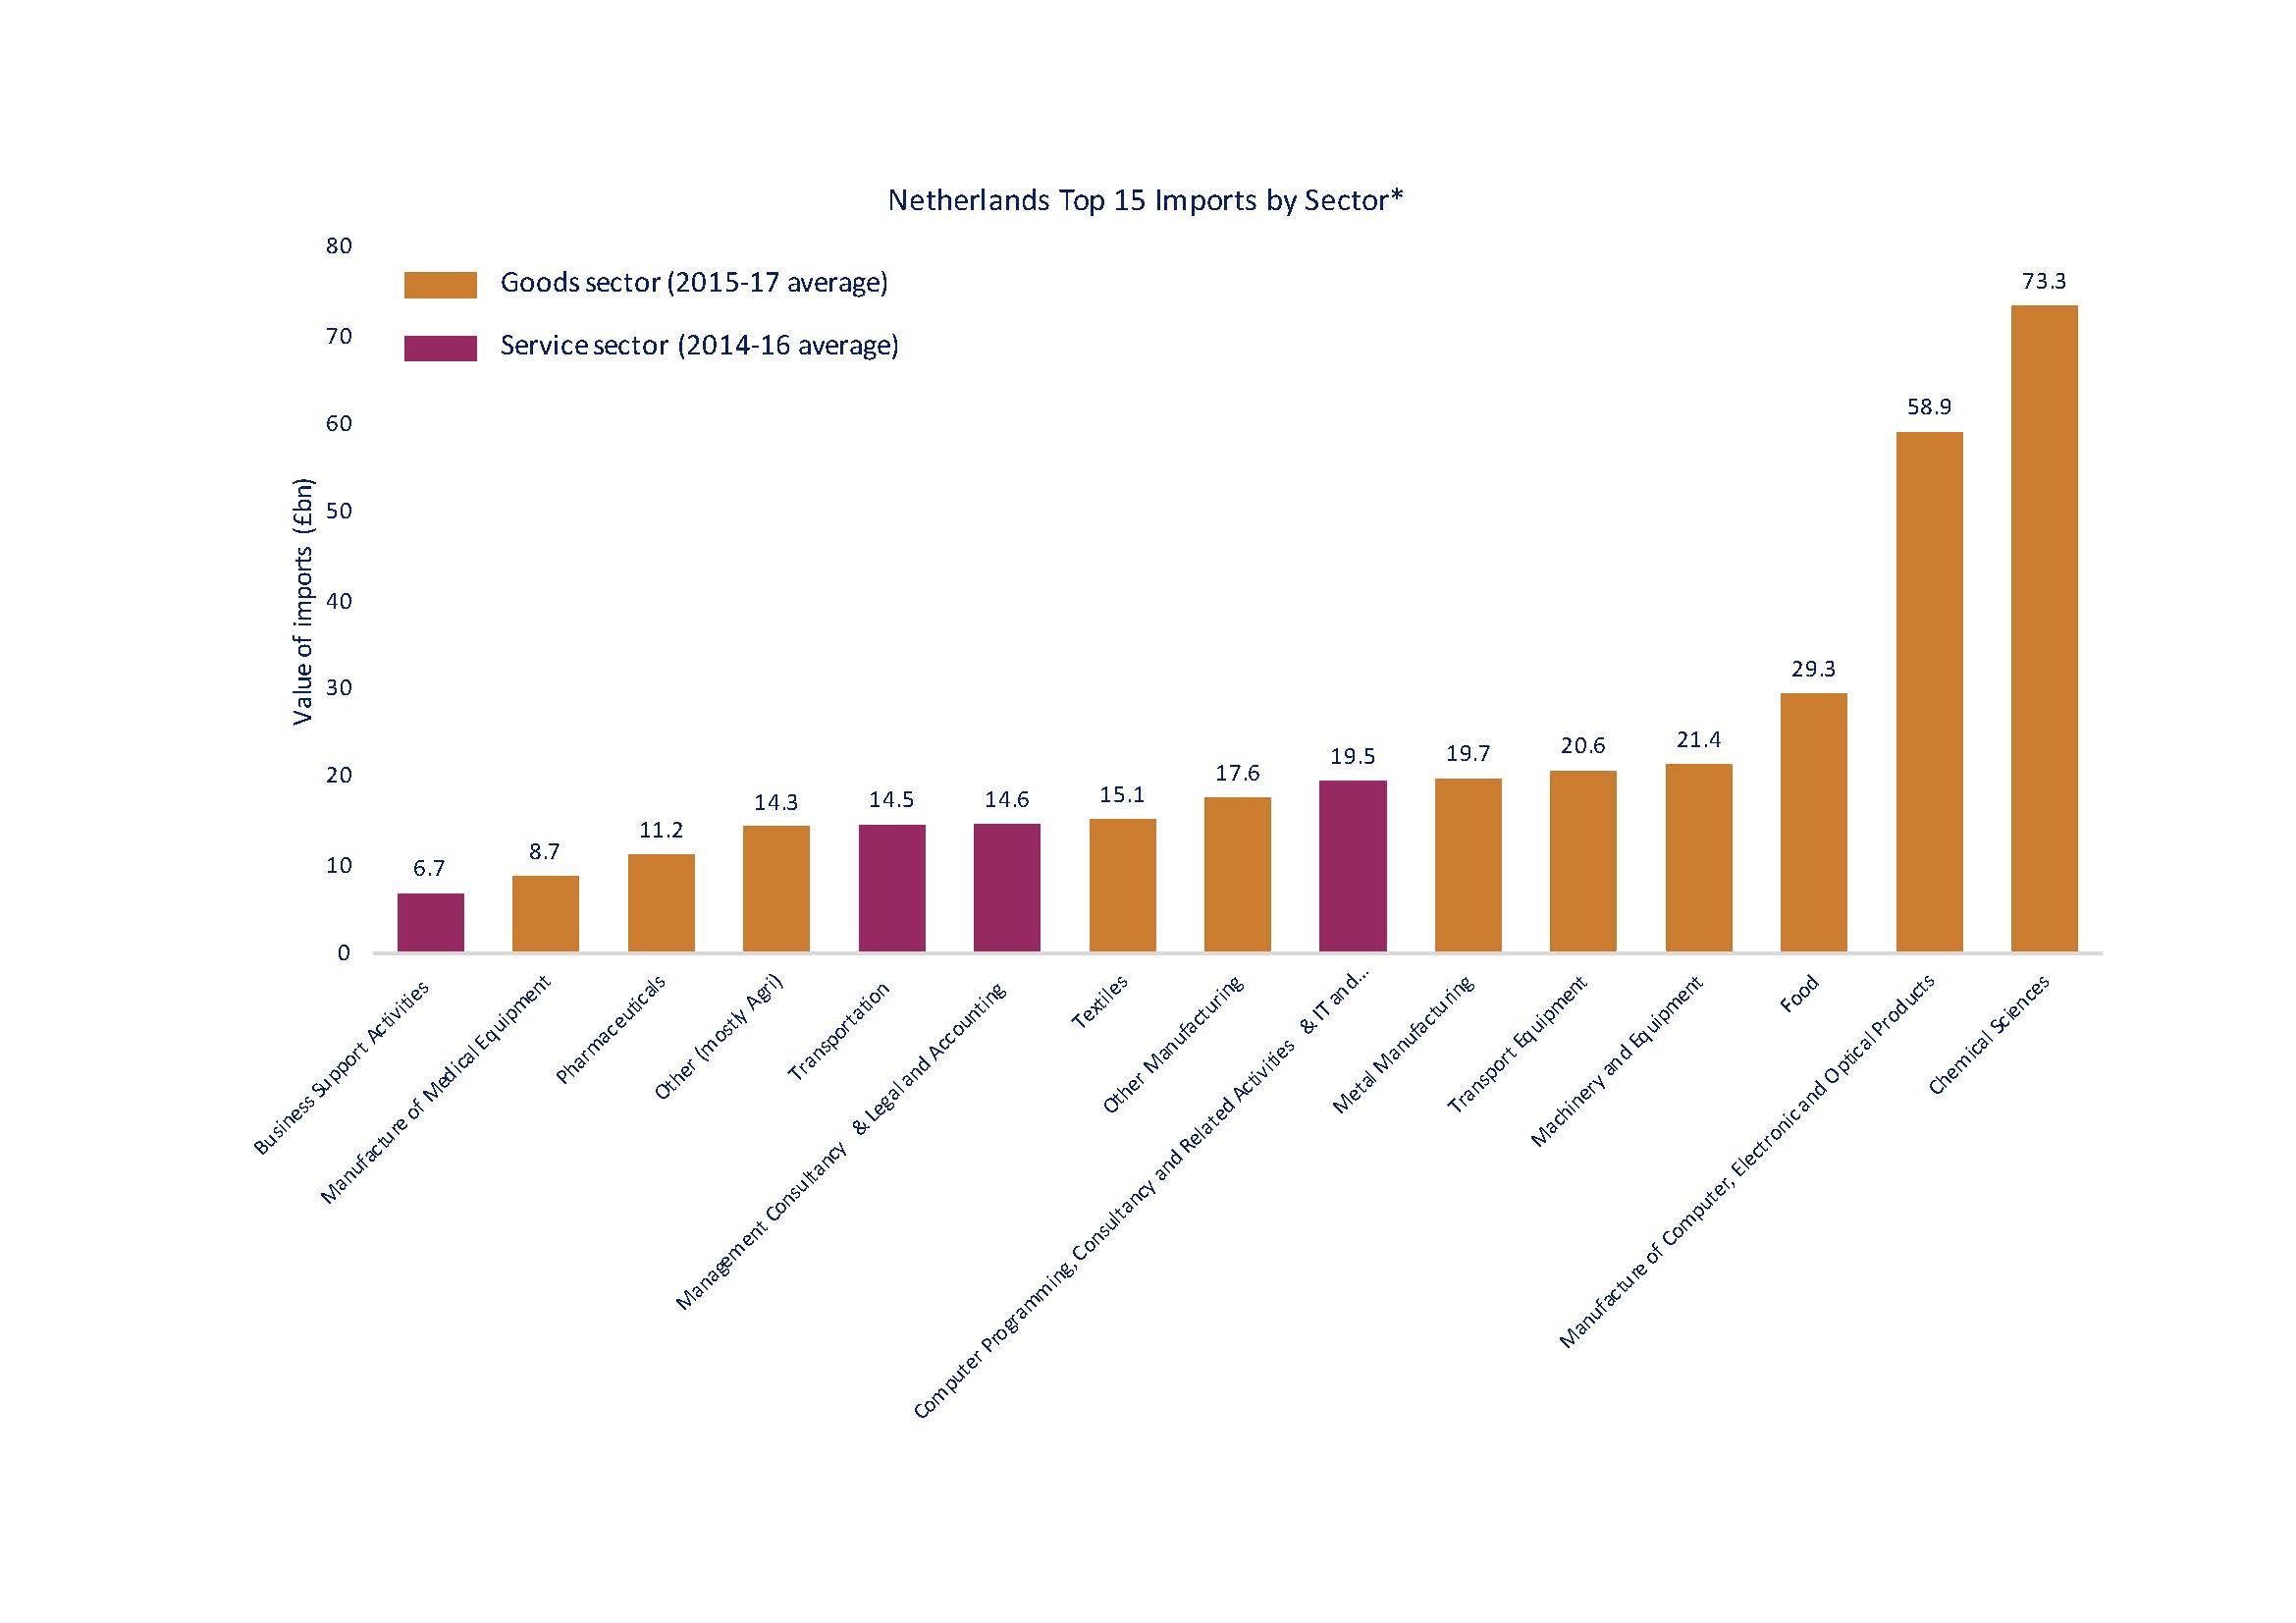 Netherlands Top 15 Imports by Sector*
Goods sector (2015-17 average)
Service sector (2014-16 average)
Value of imports (£bn)
80
70
60
50
40
30
20
10
0
6.7
8.7
11.2
14.3
14.5
14.6
15.1
17.6
19.5
19.7
20.6
21.4
29.3
58.9
73.3
Business Support Activities
Manufacture of Medical Equipment
Pharmaceuticals
Other (mostly Agri)
Transportation
Management Consultancy & Legal and Accounting
Textiles
Other Manufacturing
Computer Programming, Consultancy and Related Activities & IT and...
Metal Manufacturing
Transport Equipment
Machinery and Equipment
Food
Manufacture of Computer, Electronic and Optical Products
Chemical Sciences